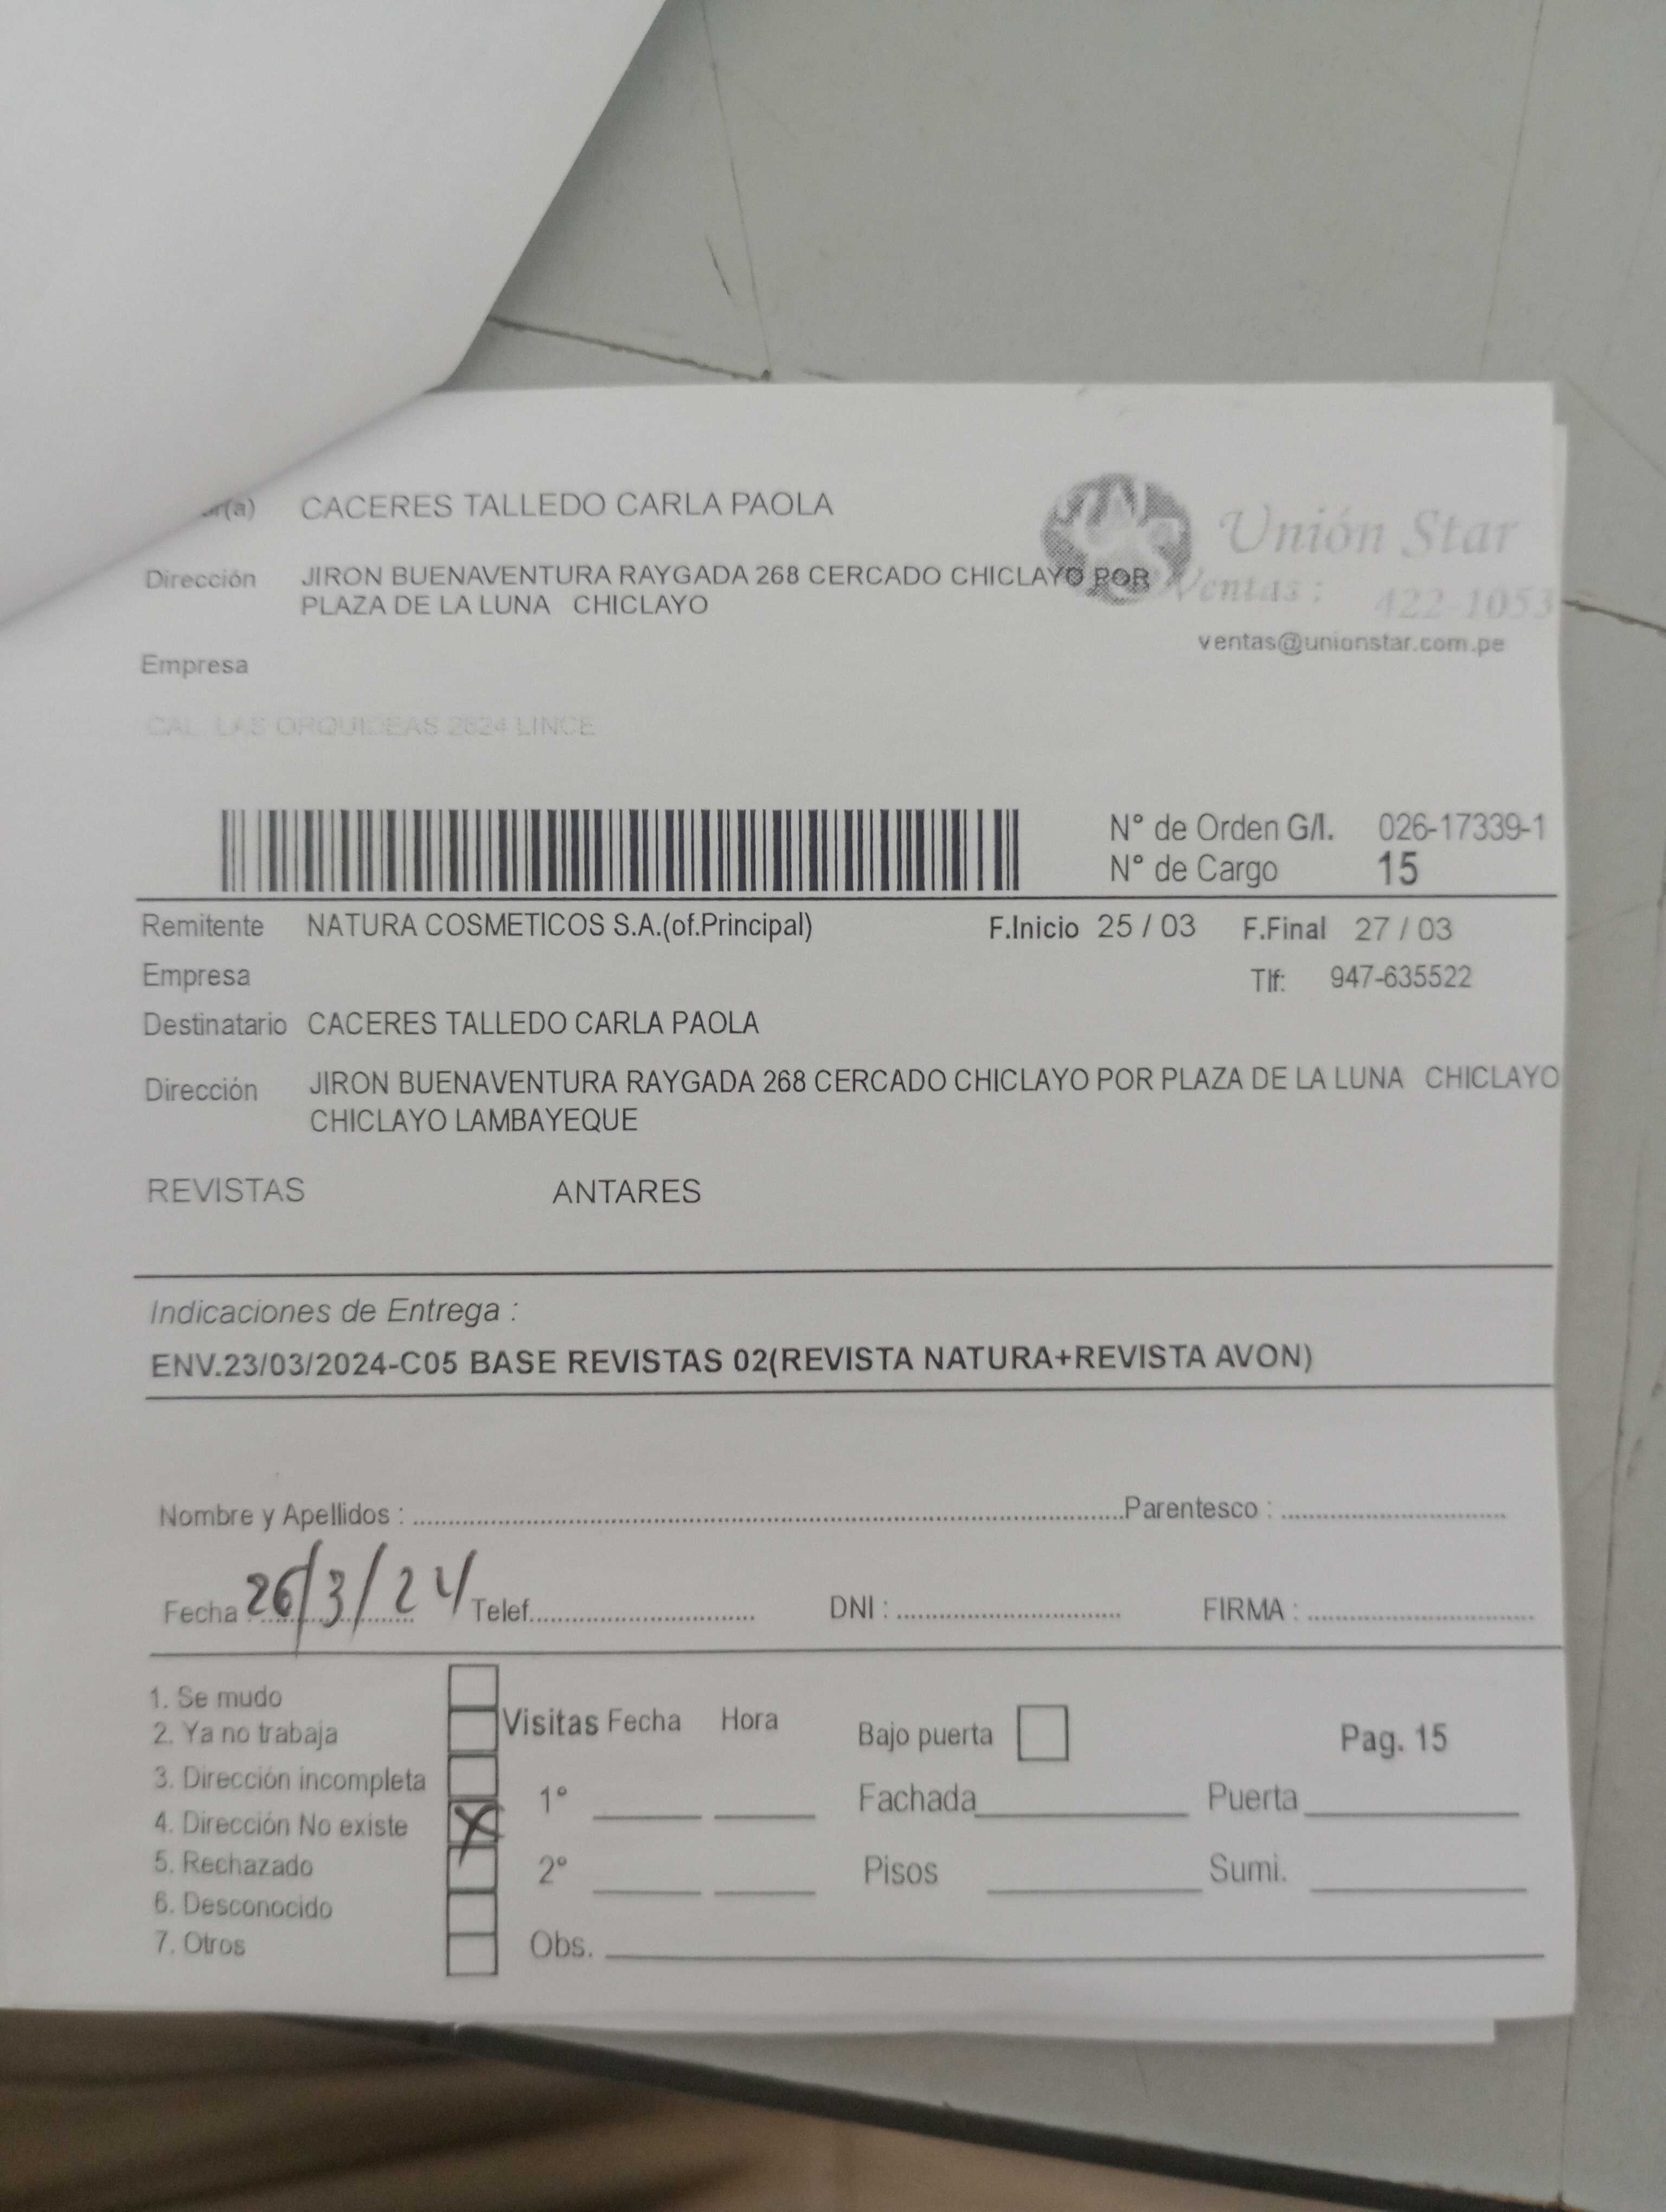 CACERES TALLEDO CARLA PAOLA
Unión Star
Dirección JIRON BUENAVENTURA RAYGADA 268 CERCADO CHICLAYO POR
PLAZA DE LA LUNA CHICLAYO
Ventas : 422-1053
ventas@unionstar.com.pe
Empresa
CAL LAS ORQUIDEAS 2624 LINCE
N° de Orden G/I. 026-17339-1
N° de Cargo 15
Remitente NATURA COSMETICOS S.A.(of.Principal) F.Inicio 25 / 03 F.Final 27 / 03
Empresa Tlf: 947-635522
Destinatario CACERES TALLEDO CARLA PAOLA
Dirección JIRON BUENAVENTURA RAYGADA 268 CERCADO CHICLAYO POR PLAZA DE LA LUNA CHICLAYO
CHICLAYO LAMBAYEQUE
REVISTAS ANTARES
Indicaciones de Entrega :
ENV.23/03/2024-C05 BASE REVISTAS 02(REVISTA NATURA+REVISTA AVON)
Nombre y Apellidos : Parentesco :
Fecha 26/3/24 Telef. DNI : FIRMA :
1. Se mudo
2. Ya no trabaja
3. Dirección incompleta
4. Dirección No existe X
5. Rechazado
6. Desconocido
7. Otros
Visitas Fecha Hora
1°
2°
Obs.
Bajo puerta Pag. 15
Fachada Puerta
Pisos Sumi.